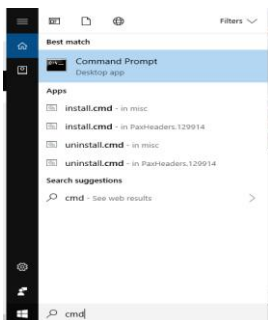 Filters
Best match
Command Prompt
Desktop app
Apps
install.cmd - in misc
install.cmd - in PaxHeaders.129914
uninstall.cmd - in misc
uninstall.cmd - in PaxHeaders.129914
Search suggestions
cmd - See web results
cmd